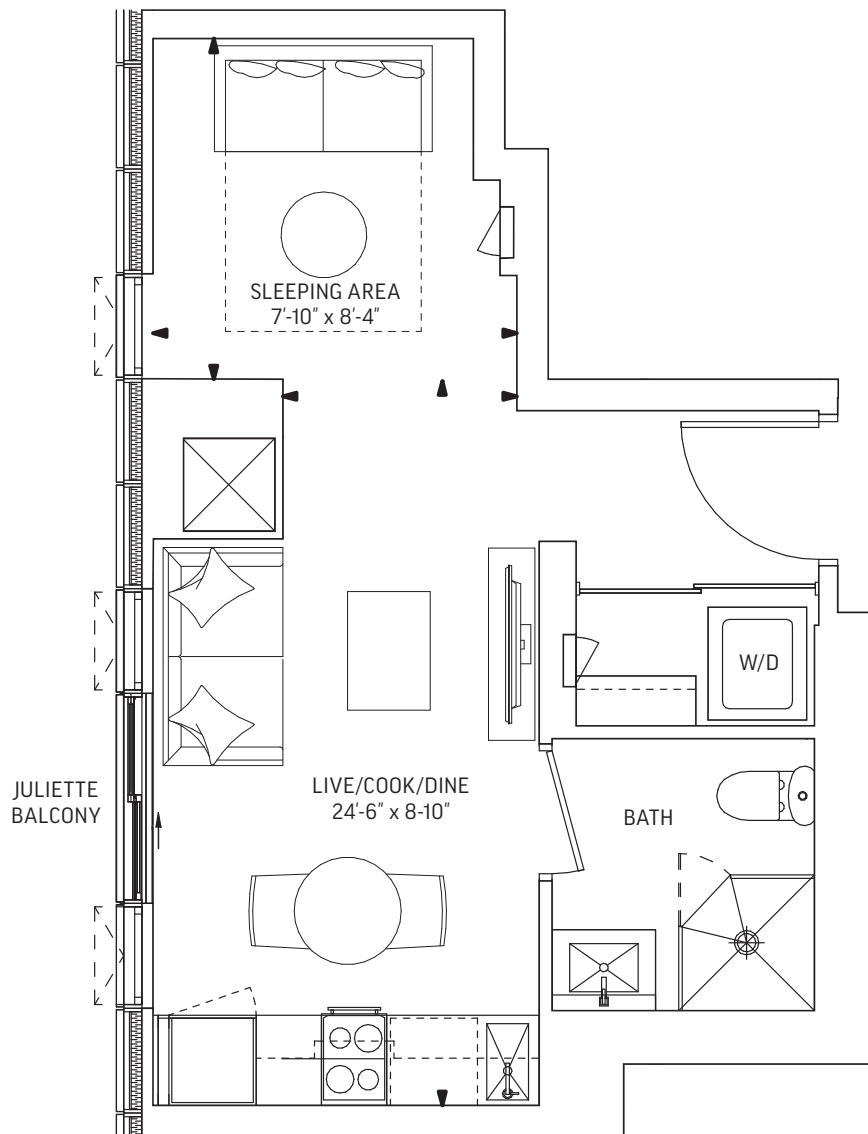 SLEEPING AREA
7'-10" x 8'-4"
W/D
JULIETTE
BALCONY
LIVE/COOK/DINE
24'-6" x 8-10"
BATH